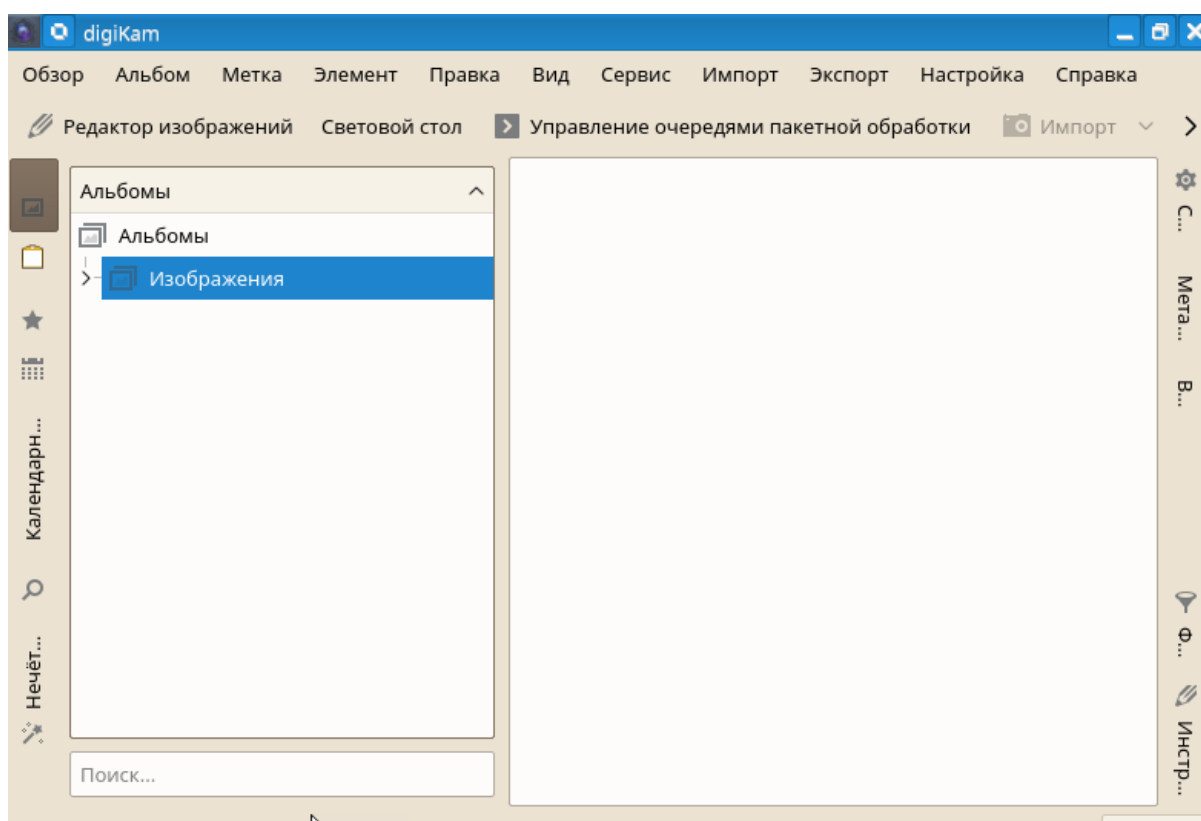 digiKam
Обзор Альбом Метка Элемент Правка Вид Сервис Импорт Экспорт Настройка Справка
Редактор изображений Световой стол Управление очередями пакетной обработки Импорт
Альбомы
Альбомы
Изображения
Календарн...
Нечёт...
Поиск...
С...
Мета...
В...
Ф...
Инстр...